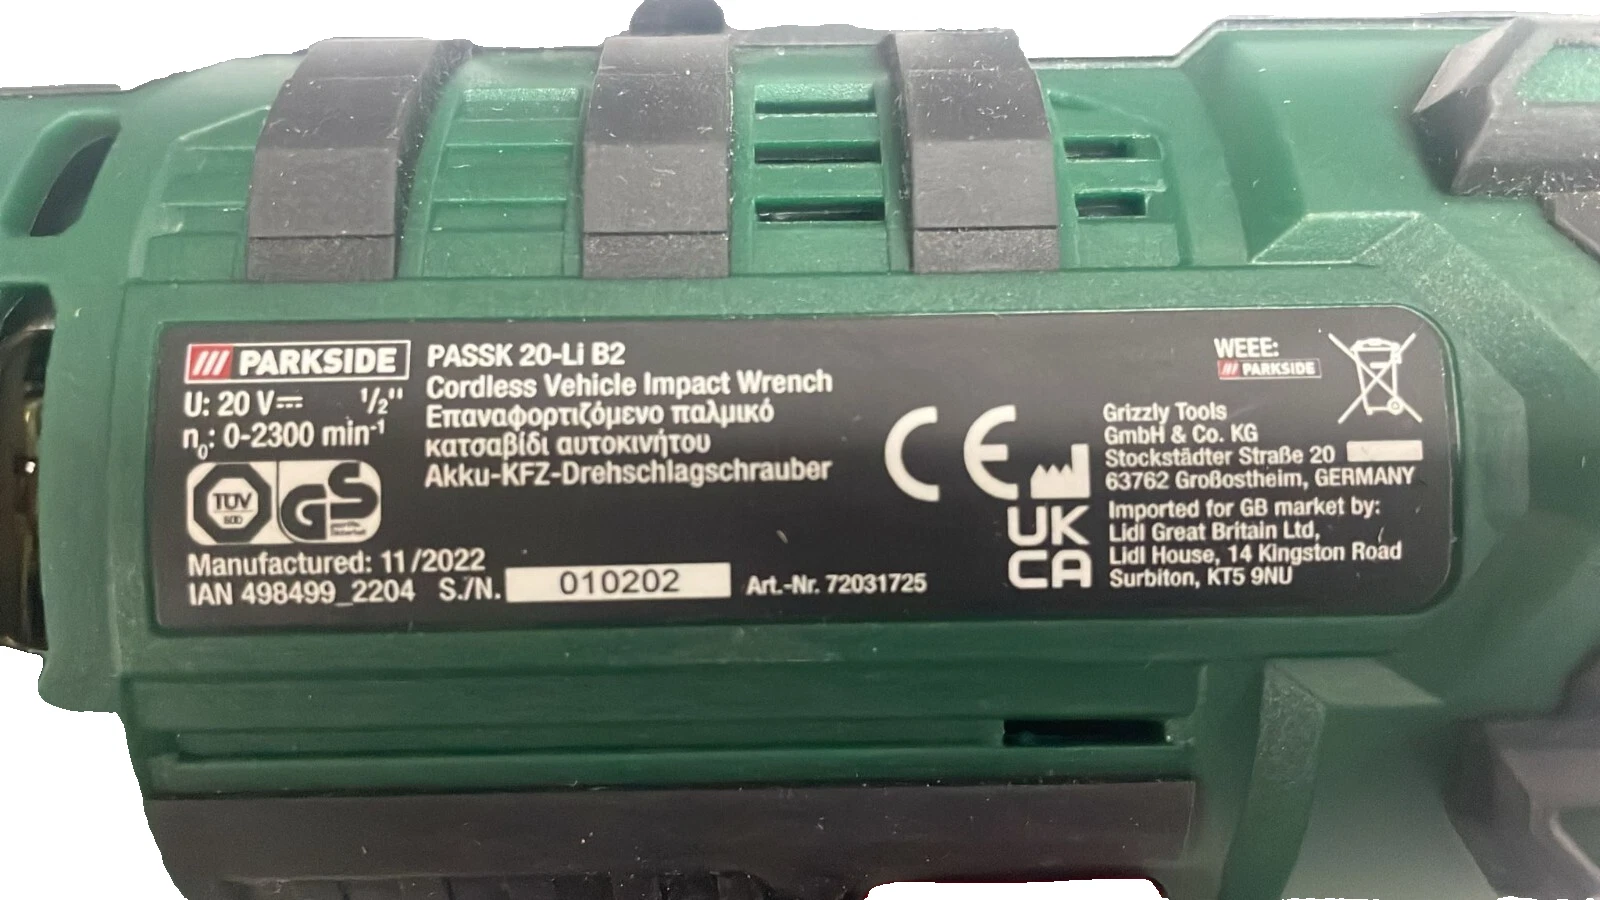 PARKSIDE
U: 20 V 1/2"
n0: 0-2300 min-1
TÜV
SÜD
GS
Manufactured: 11/2022
IAN 498499_2204 S./N. 010202 Art.-Nr. 72031725
PASSK 20-Li B2
Cordless Vehicle Impact Wrench
Επαναφορτιζόμενο παλμικό
κατσαβίδι αυτοκινήτου
Akku-KFZ-Drehschlagschrauber
CE
UK
CA
WEEE:
PARKSIDE
Grizzly Tools
GmbH & Co. KG
Stockstädter Straße 20
63762 Großostheim, GERMANY
Imported for GB market by:
Lidl Great Britain Ltd,
Lidl House, 14 Kingston Road
Surbiton, KT5 9NU